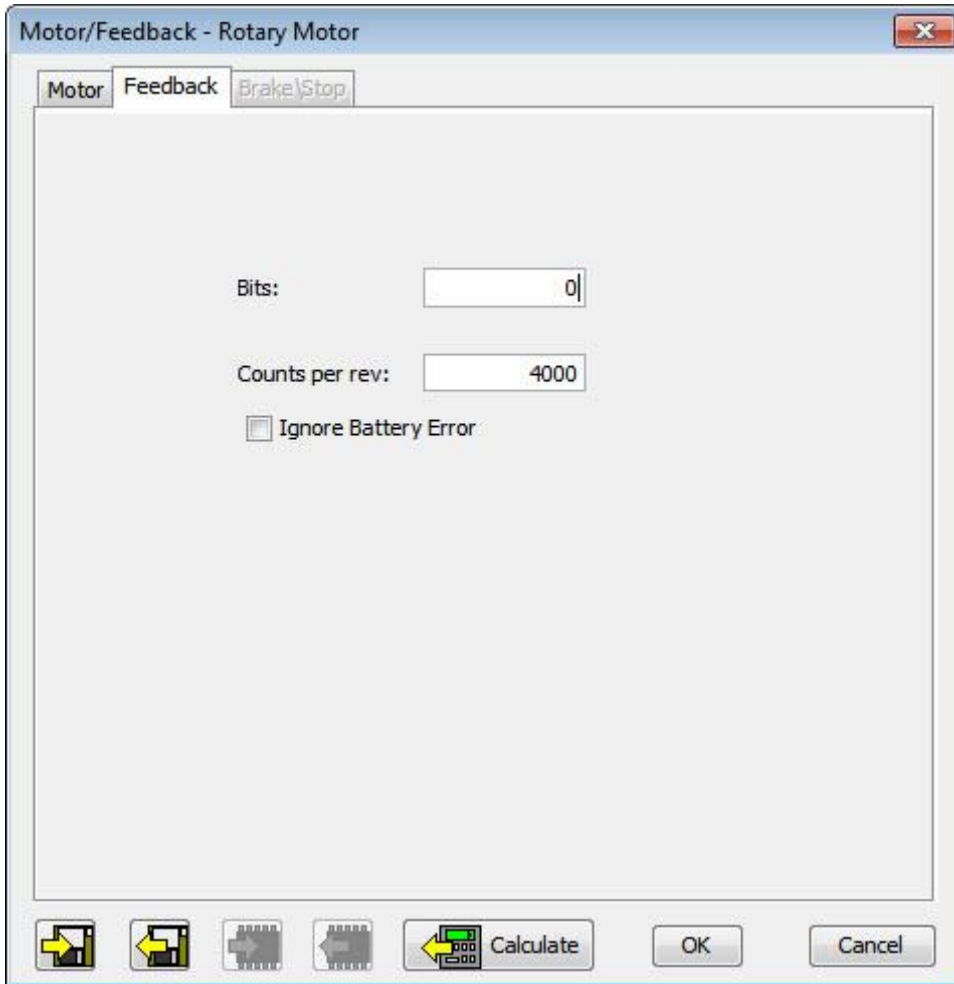 Motor/Feedback - Rotary Motor
Motor Feedback Brake\Stop
Bits: 0
Counts per rev: 4000
Ignore Battery Error
Calculate OK Cancel